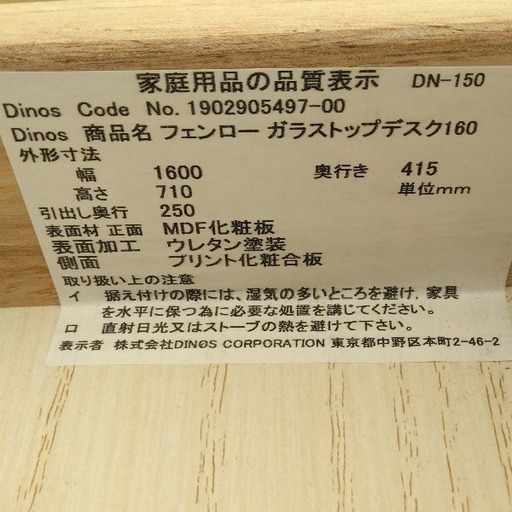 家庭用品の品質表示 DN-150
Dinos Code No. 1902905497-00
Dinos 商品名 フェンロー ガラストップデスク160
外形寸法
幅 1600 奥行き 415
高さ 710 単位mm
引出し奥行 250
表面材 正面 MDF化粧板
表面加工 ウレタン塗装
側面 プリント化粧合板
取り扱い上の注意
イ 据え付けの際には、湿気の多いところを避け、家具
を水平に保つ為に必要な処置を講じてください。
ロ 直射日光又はストーブの熱を避けて下さい。
表示者 株式会社DINOS CORPORATION 東京都中野区本町2-46-2